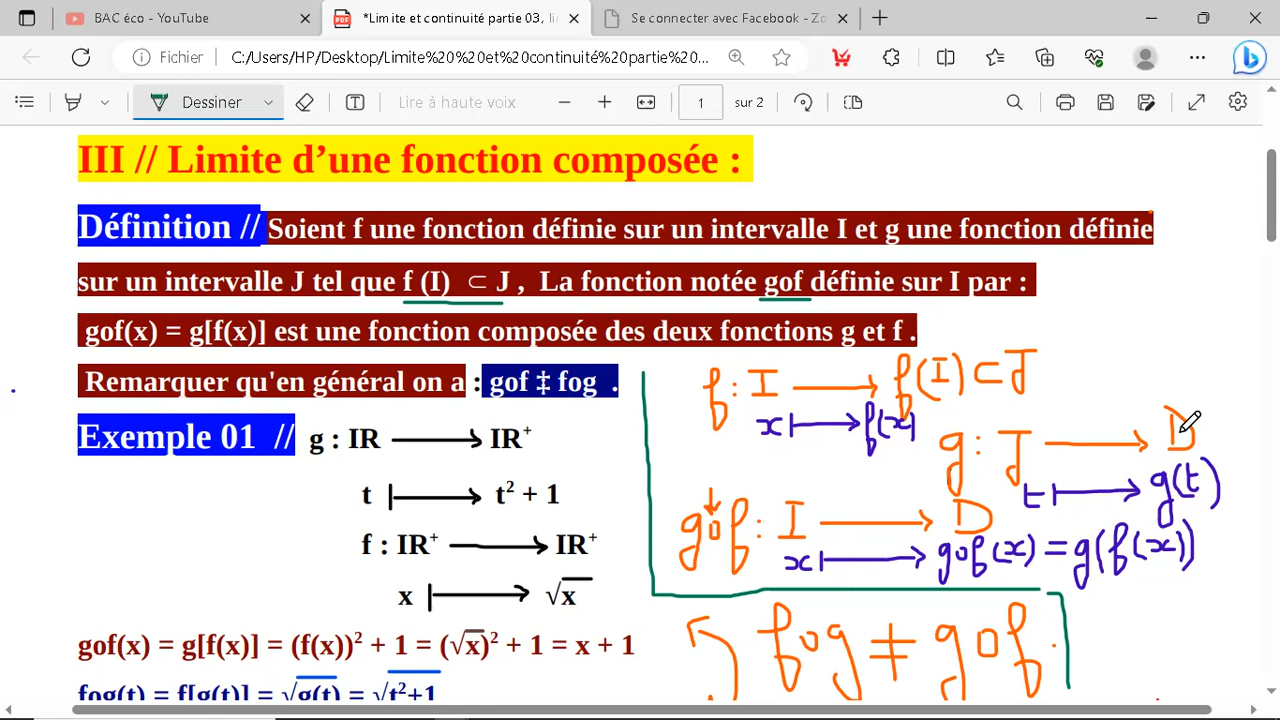 BAC éco - YouTube
*Limite et continuité partie 03, li
Se connecter avec Facebook - Zo
Fichier
C:/Users/HP/Desktop/Limite%20%20et%20continuité%20partie%20...
Dessiner
Lire à haute voix
1
sur 2
III // Limite d’une fonction composée :
Définition // Soient f une fonction définie sur un intervalle I et g une fonction définie
sur un intervalle J tel que f (I) ⊂ J , La fonction notée gof définie sur I par :
gof(x) = g[f(x)] est une fonction composée des deux fonctions g et f .
Remarquer qu'en général on a : gof ‡ fog .
f : I → f(I) ⊂ J
x ↦ f(x)
g : J → D
t ↦ g(t)
gof : I → D
x ↦ gof(x) = g(f(x))
fog ≠ gof
Exemple 01 // g : IR → IR⁺
t ↦ t² + 1
f : IR⁺ → IR⁺
x ↦ √x
gof(x) = g[f(x)] = (f(x))² + 1 = (√x)² + 1 = x + 1
fog(t) = f[g(t)] = √g(t) = √t²+1